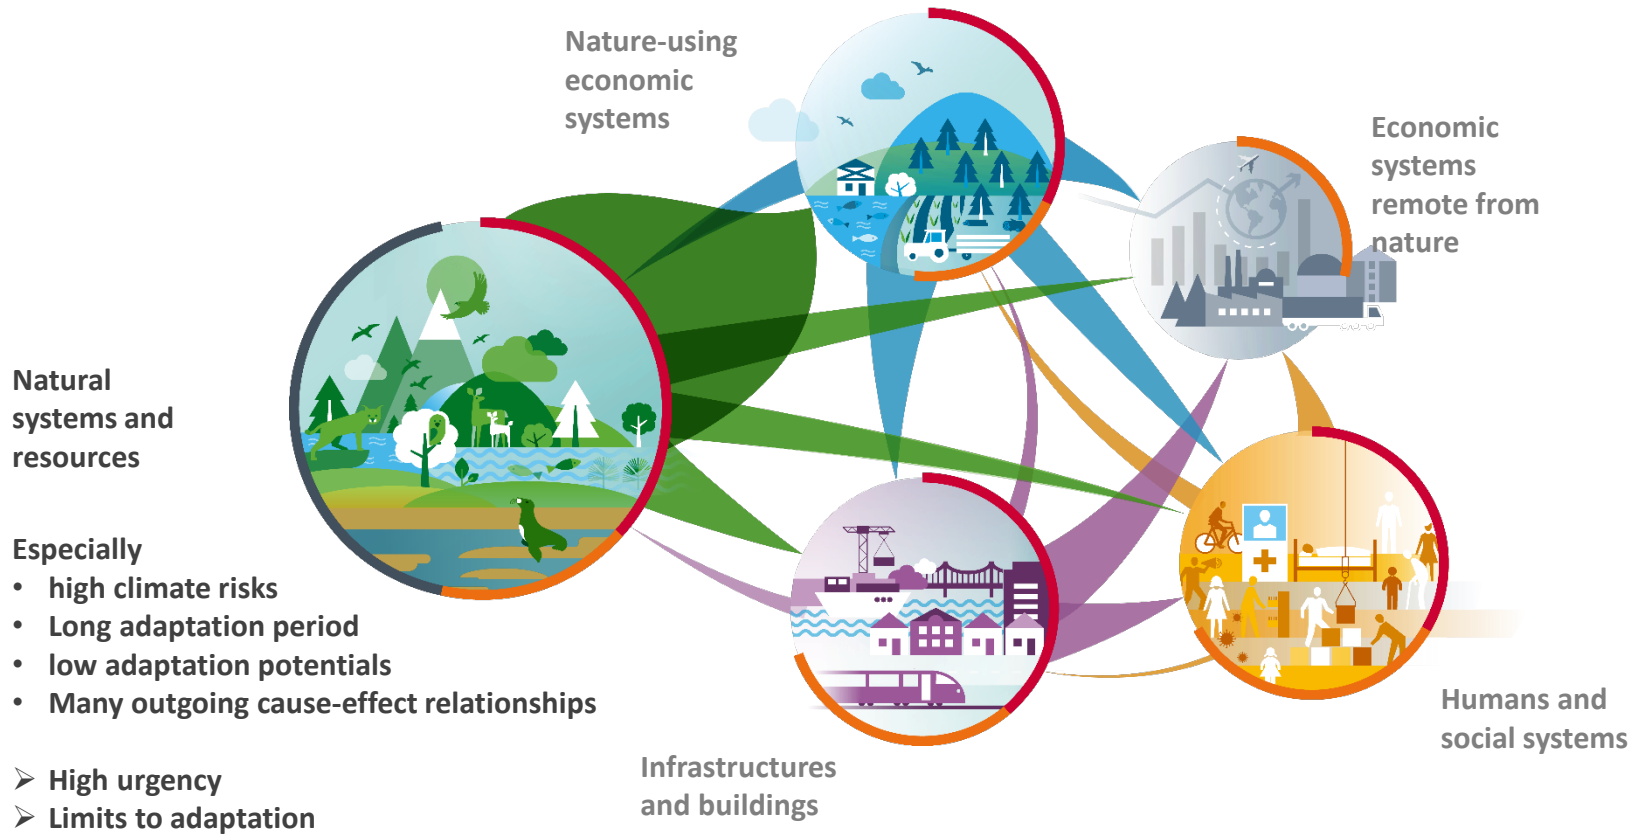 Nature-using
economic
systems
Economic
systems
remote from
nature
Natural
systems and
resources
Especially
• high climate risks
• Long adaptation period
• low adaptation potentials
• Many outgoing cause-effect relationships
➢ High urgency
➢ Limits to adaptation
Infrastructures
and buildings
Humans and
social systems